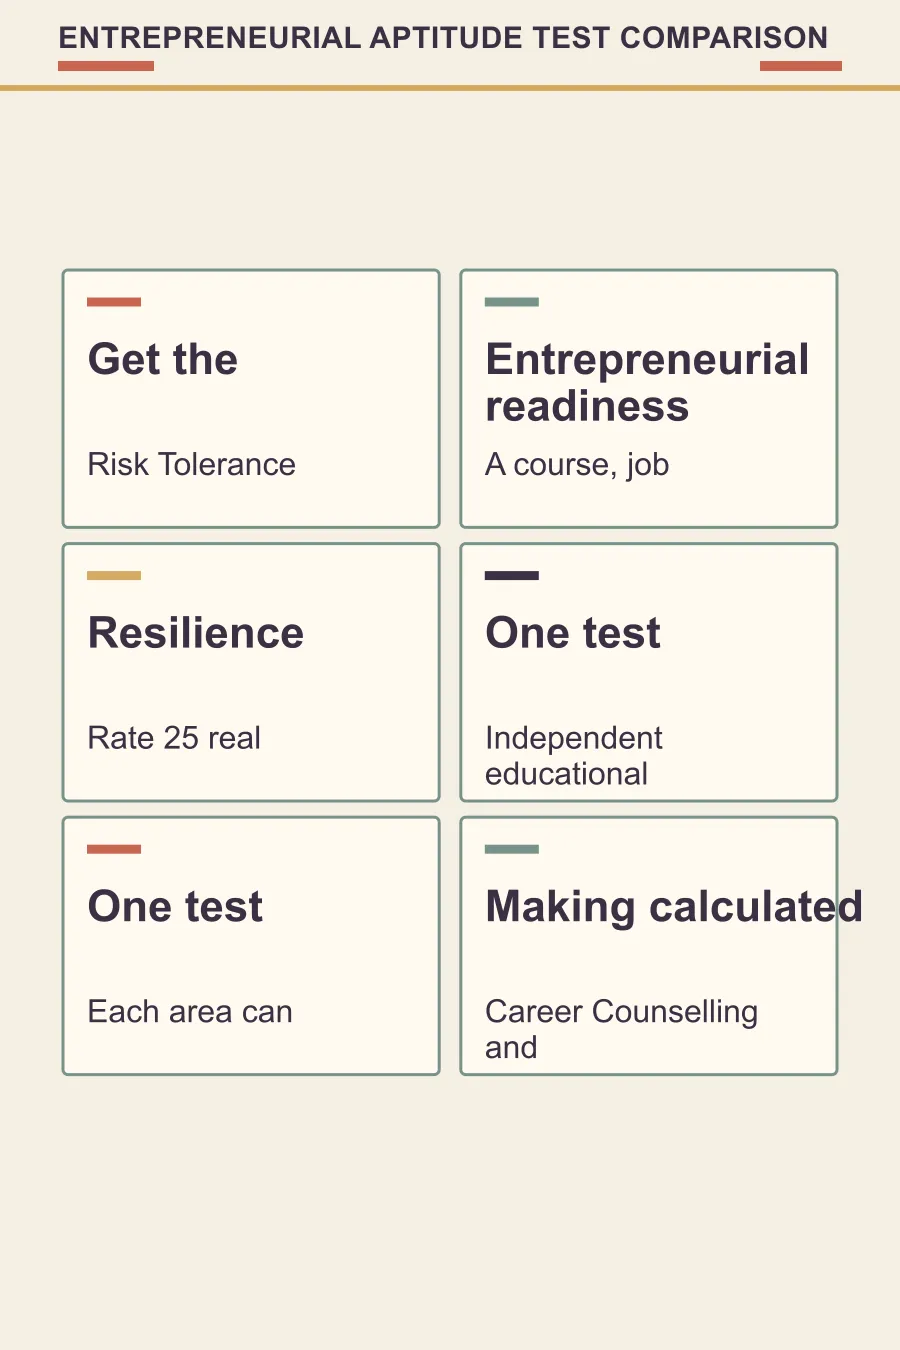 ENTREPRENEURIAL APTITUDE TEST COMPARISON
Get the
Risk Tolerance
Entrepreneurial
readiness
A course, job
Resilience
Rate 25 real
One test
Independent
educational
One test
Each area can
Making calculated
Career Counselling
and